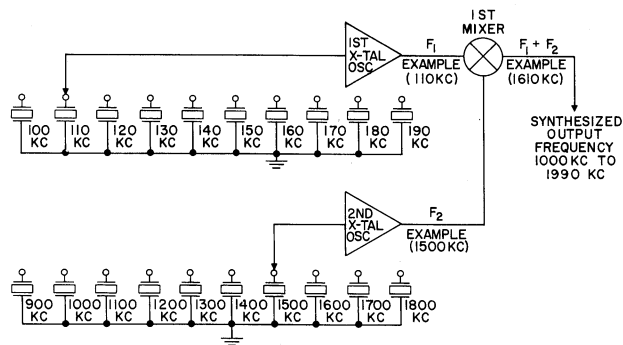 1ST
MIXER
1ST
X-TAL
OSC
F1
EXAMPLE
(110KC)
F1 + F2
EXAMPLE
(1610KC)
100
KC
110
KC
120
KC
130
KC
140
KC
150
KC
160
KC
170
KC
180
KC
190
KC
SYNTHESIZED
OUTPUT
FREQUENCY
1000KC TO
1990 KC
2ND
X-TAL
OSC
F2
EXAMPLE
(1500KC)
900
KC
1000
KC
1100
KC
1200
KC
1300
KC
1400
KC
1500
KC
1600
KC
1700
KC
1800
KC